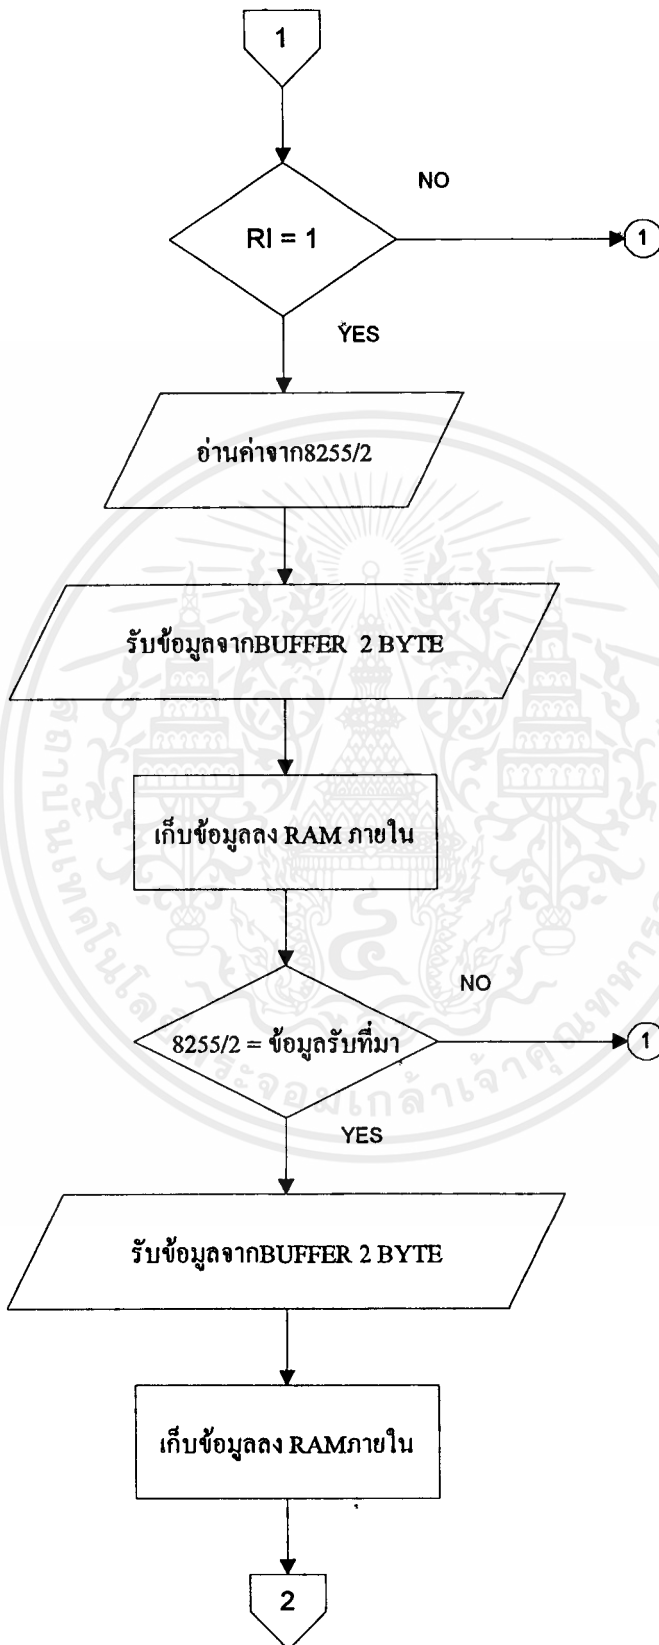 1
NO
RI = 1
1
YES
อ่านค่าจาก8255/2
รับข้อมูลจากBUFFER 2 BYTE
เก็บข้อมูลลง RAM ภายใน
NO
8255/2 = ข้อมูลรับที่มา
1
YES
รับข้อมูลจากBUFFER 2 BYTE
เก็บข้อมูลลง RAMภายใน
2